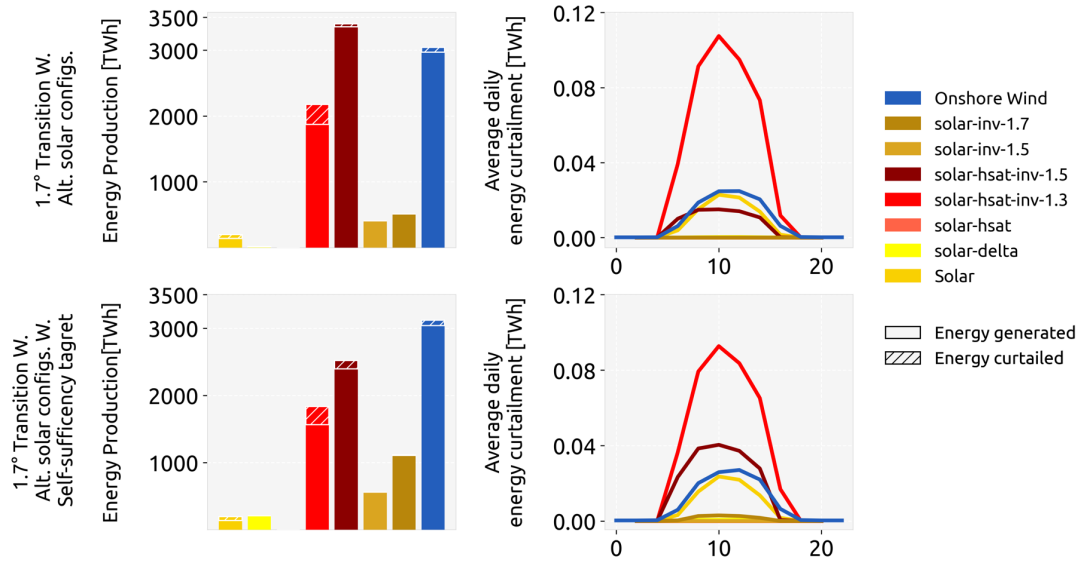 1.7° Transition W.
Alt. solar configs.
Energy Production [TWh]
3500
3000
2000
1000
Average daily
energy curtailment [TWh]
0.12
0.08
0.04
0.00
0
10
20
1.7° Transition W.
Alt. solar configs. W.
Self-sufficency tagret
Energy Production[TWh]
3500
3000
2000
1000
Average daily
energy curtailment [TWh]
0.12
0.08
0.04
0.00
0
10
20
Onshore Wind
solar-inv-1.7
solar-inv-1.5
solar-hsat-inv-1.5
solar-hsat-inv-1.3
solar-hsat
solar-delta
Solar
Energy generated
Energy curtailed